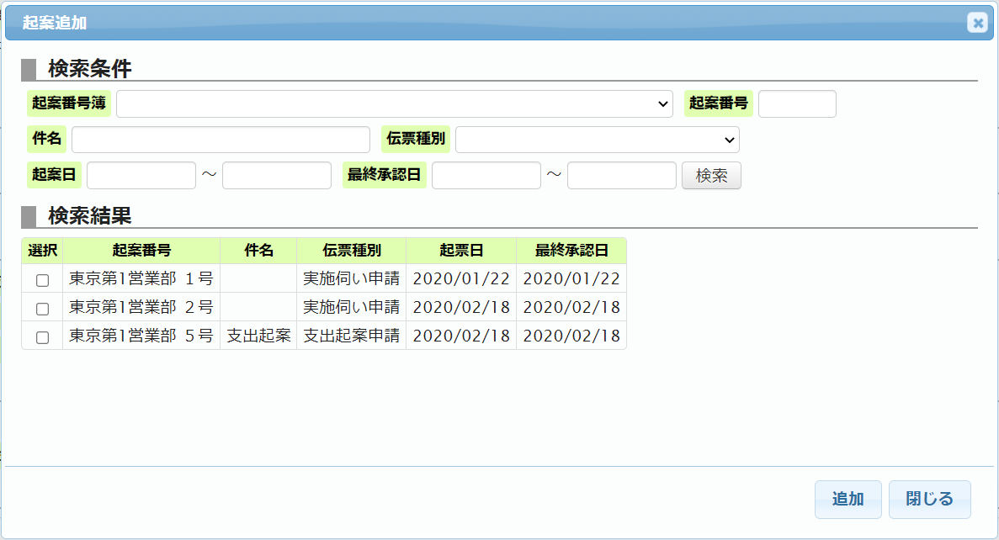 起案追加
検索条件
起案番号簿 起案番号
件名 伝票種別
起案日 ～ 最終承認日 ～ 検索
検索結果
選択 起案番号 件名 伝票種別 起票日 最終承認日
東京第1営業部 １号 実施伺い申請 2020/01/22 2020/01/22
東京第1営業部 ２号 実施伺い申請 2020/02/18 2020/02/18
東京第1営業部 ５号 支出起案 支出起案申請 2020/02/18 2020/02/18
追加 閉じる